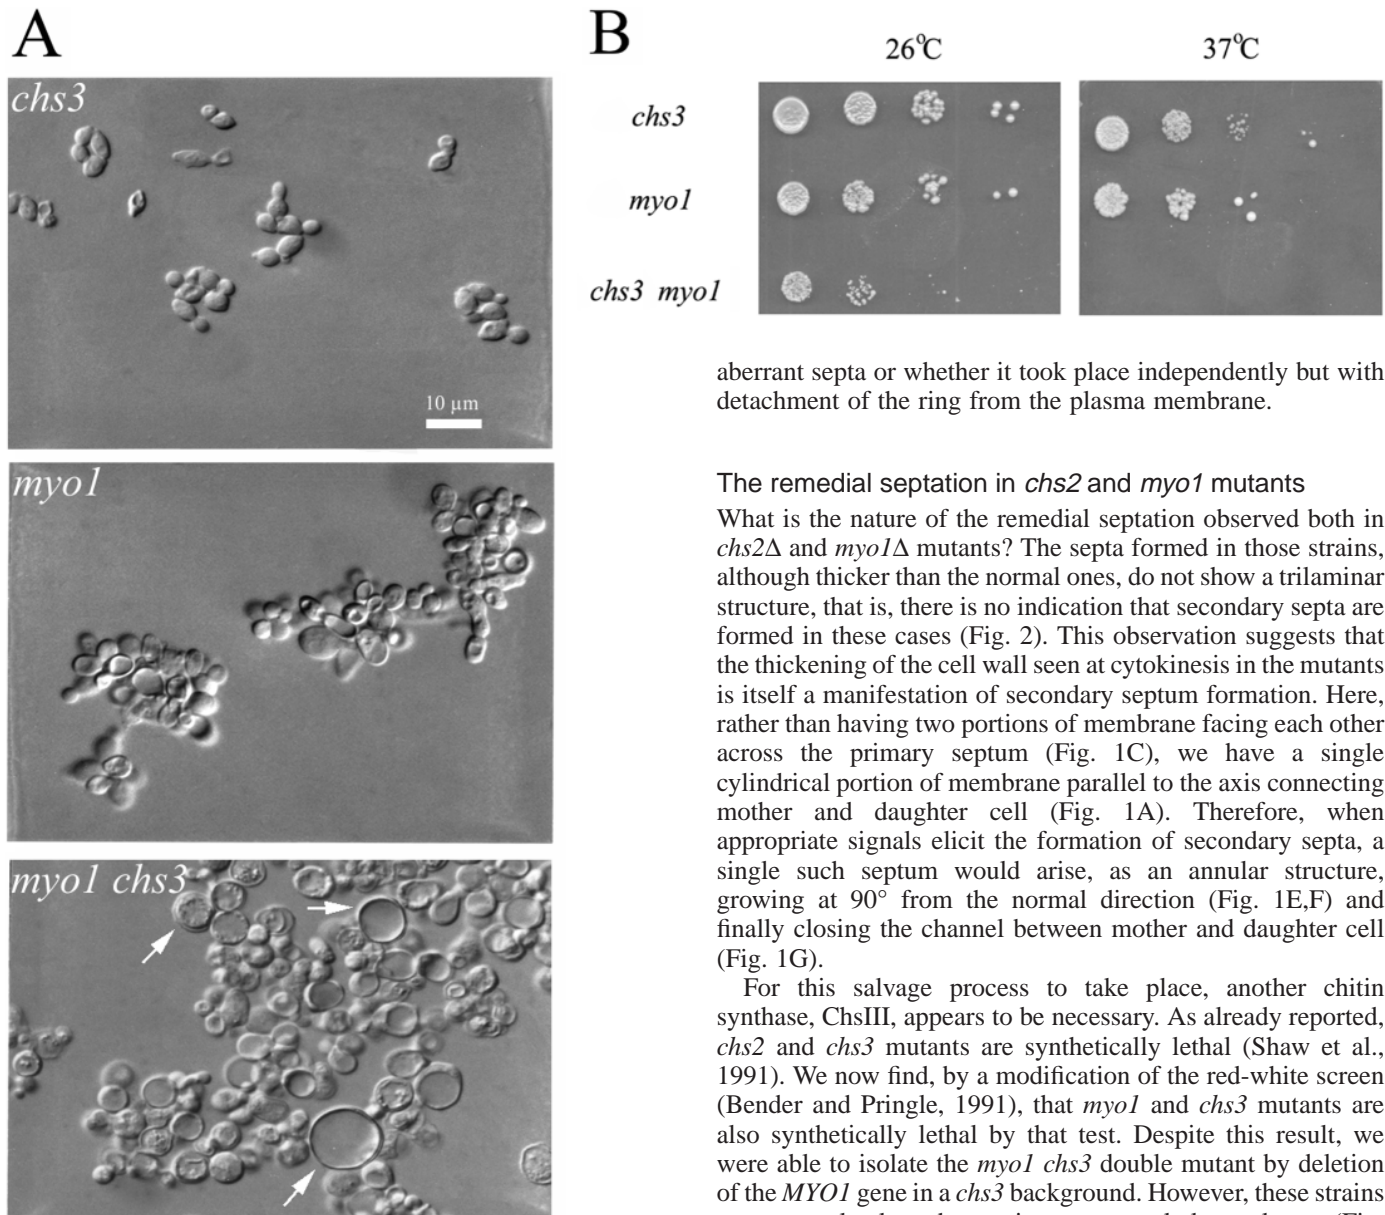 A
chs3
10 µm
myo1
myo1 chs3
B
26°C
37°C
chs3
myo1
chs3 myo1
aberrant septa or whether it took place independently but with
detachment of the ring from the plasma membrane.
The remedial septation in chs2 and myo1 mutants
What is the nature of the remedial septation observed both in
chs2Δ and myo1Δ mutants? The septa formed in those strains,
although thicker than the normal ones, do not show a trilaminar
structure, that is, there is no indication that secondary septa are
formed in these cases (Fig. 2). This observation suggests that
the thickening of the cell wall seen at cytokinesis in the mutants
is itself a manifestation of secondary septum formation. Here,
rather than having two portions of membrane facing each other
across the primary septum (Fig. 1C), we have a single
cylindrical portion of membrane parallel to the axis connecting
mother and daughter cell (Fig. 1A). Therefore, when
appropriate signals elicit the formation of secondary septa, a
single such septum would arise, as an annular structure,
growing at 90° from the normal direction (Fig. 1E,F) and
finally closing the channel between mother and daughter cell
(Fig. 1G).
For this salvage process to take place, another chitin
synthase, ChsIII, appears to be necessary. As already reported,
chs2 and chs3 mutants are synthetically lethal (Shaw et al.,
1991). We now find, by a modification of the red-white screen
(Bender and Pringle, 1991), that myo1 and chs3 mutants are
also synthetically lethal by that test. Despite this result, we
were able to isolate the myo1 chs3 double mutant by deletion
of the MYO1 gene in a chs3 background. However, these strains